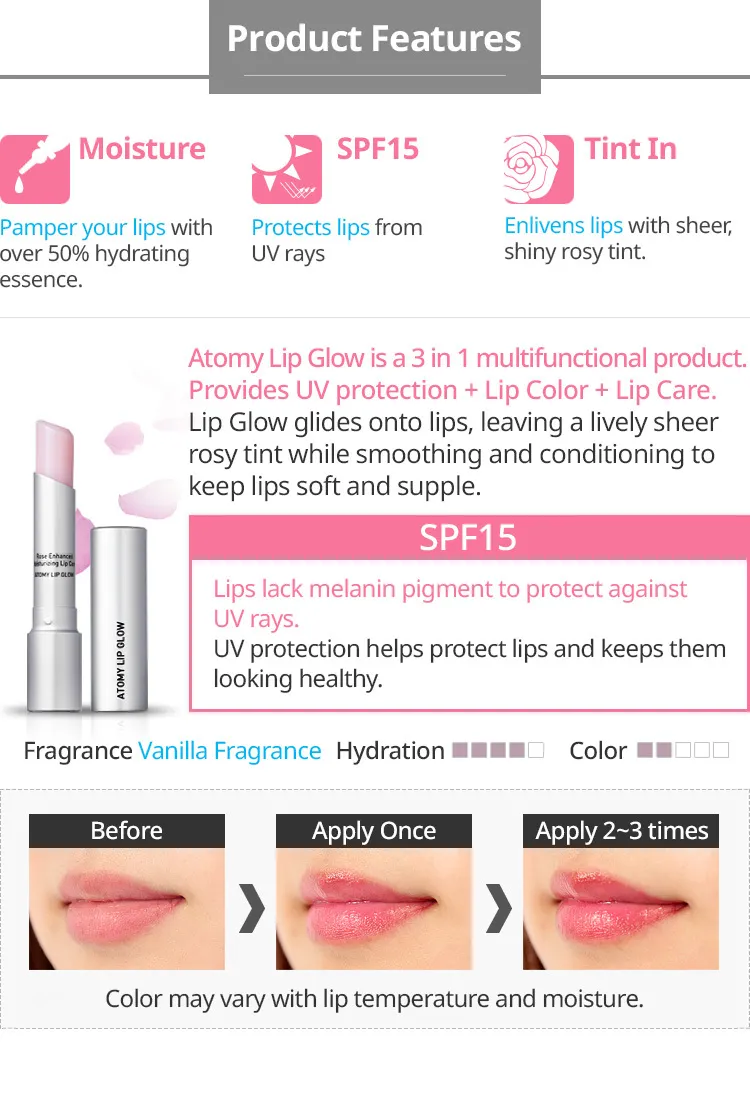 Product Features
Moisture
Pamper your lips with
over 50% hydrating
essence.
SPF15
Protects lips from
UV rays
Tint In
Enlivens lips with sheer,
shiny rosy tint.
Atomy Lip Glow is a 3 in 1 multifunctional product.
Provides UV protection + Lip Color + Lip Care.
Lip Glow glides onto lips, leaving a lively sheer
rosy tint while smoothing and conditioning to
keep lips soft and supple.
Rose Enhanced
Lip
ATOMY LIP GLOW
ATOMY LIP GLOW
SPF15
Lips lack melanin pigment to protect against
UV rays.
UV protection helps protect lips and keeps them
looking healthy.
Fragrance Vanilla Fragrance Hydration Color
Before
Apply Once
Apply 2~3 times
Color may vary with lip temperature and moisture.